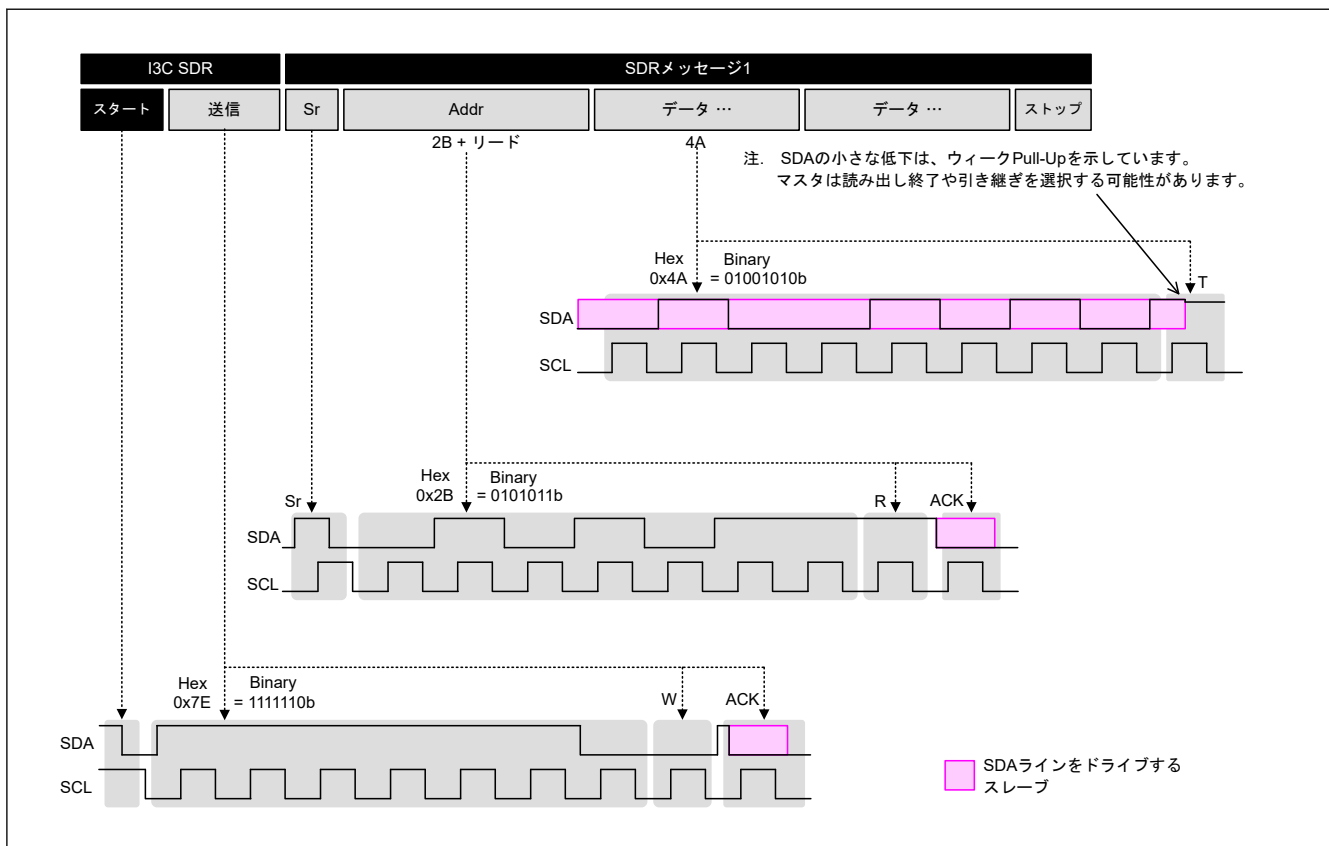 I3C SDR
SDRメッセージ1
スタート
送信
Sr
Addr
データ …
データ …
ストップ
2B + リード
4A
注. SDAの小さな低下は、ウィークPull-Upを示しています。
マスタは読み出し終了や引き継ぎを選択する可能性があります。
Hex
0x4A
Binary
= 01001010b
T
SDA
SCL
Sr
Hex
0x2B
Binary
= 0101011b
R
ACK
SDA
SCL
Hex
0x7E
Binary
= 1111110b
W
ACK
SDA
SCL
SDAラインをドライブする
スレーブ